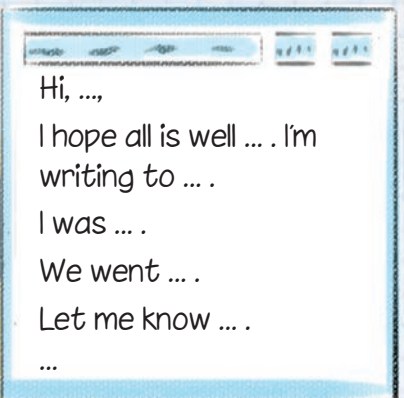 Hi, ...,
I hope all is well ... . I'm
writing to ... .
I was ... .
We went ... .
Let me know ... .
...